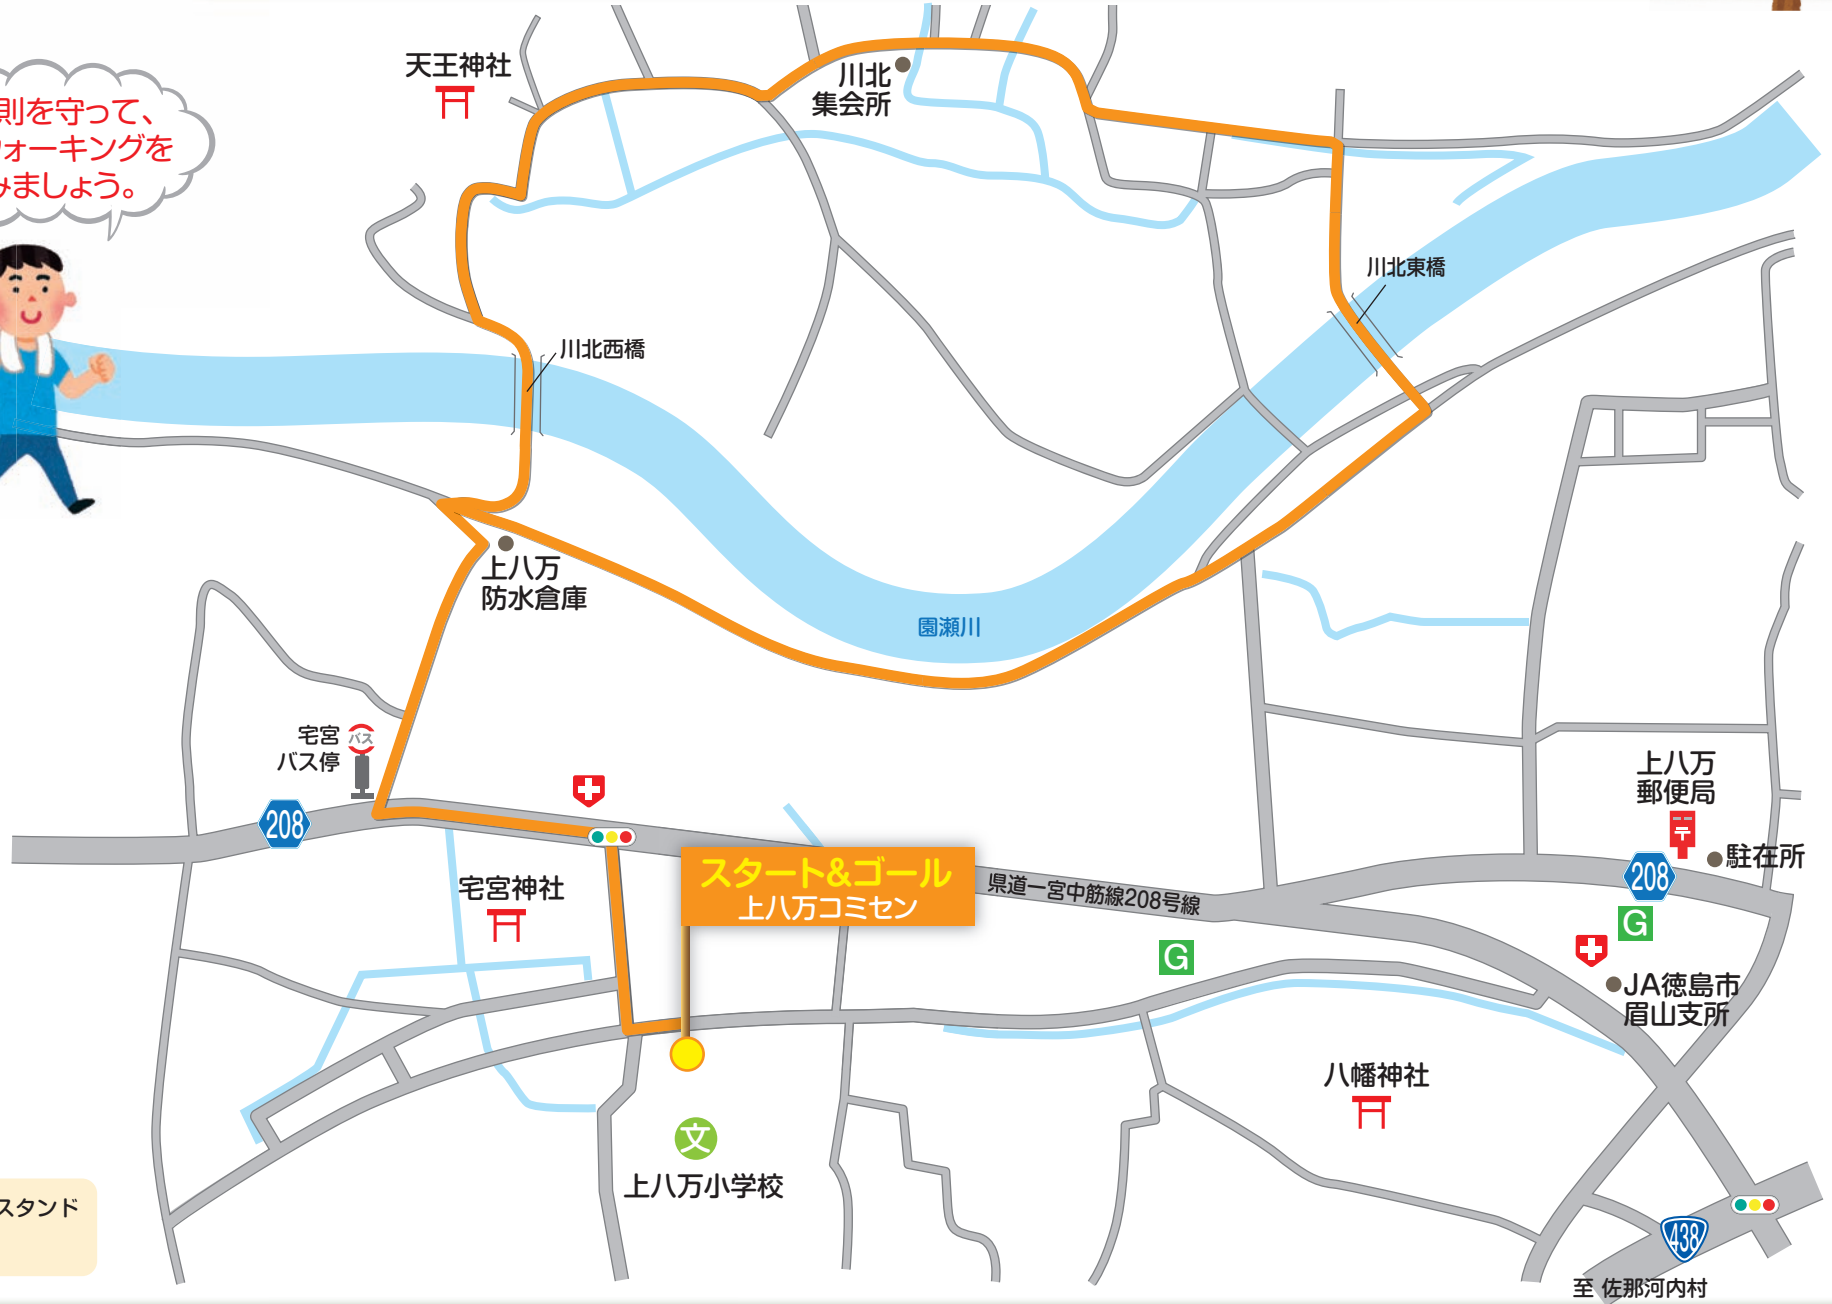 則を守って、
ォーキングを
みましょう。
天王神社
川北
集会所
川北東橋
川北西橋
上八万
防水倉庫
園瀬川
宅宮
バス停
バス
208
上八万
郵便局
駐在所
208
スタート&ゴール
上八万コミセン
県道一宮中筋線208号線
宅宮神社
G
G
JA徳島市
眉山支所
八幡神社
文
上八万小学校
スタンド
438
至 佐那河内村